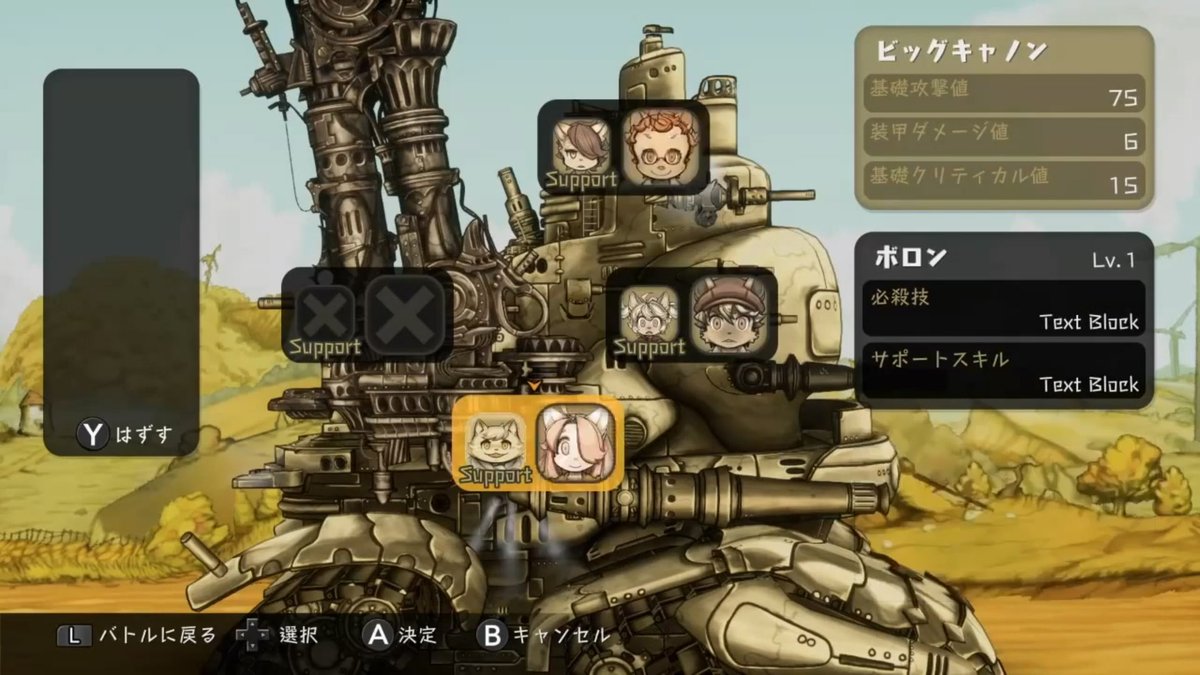 ビッグキャノン
基礎攻撃値
75
装甲ダメージ値
6
基礎クリティカル値
15
Support
Support
Support
Support
ボロン Lv.1
必殺技
Text Block
サポートスキル
Text Block
Y はずす
L バトルに戻る 選択 A 決定 B キャンセル